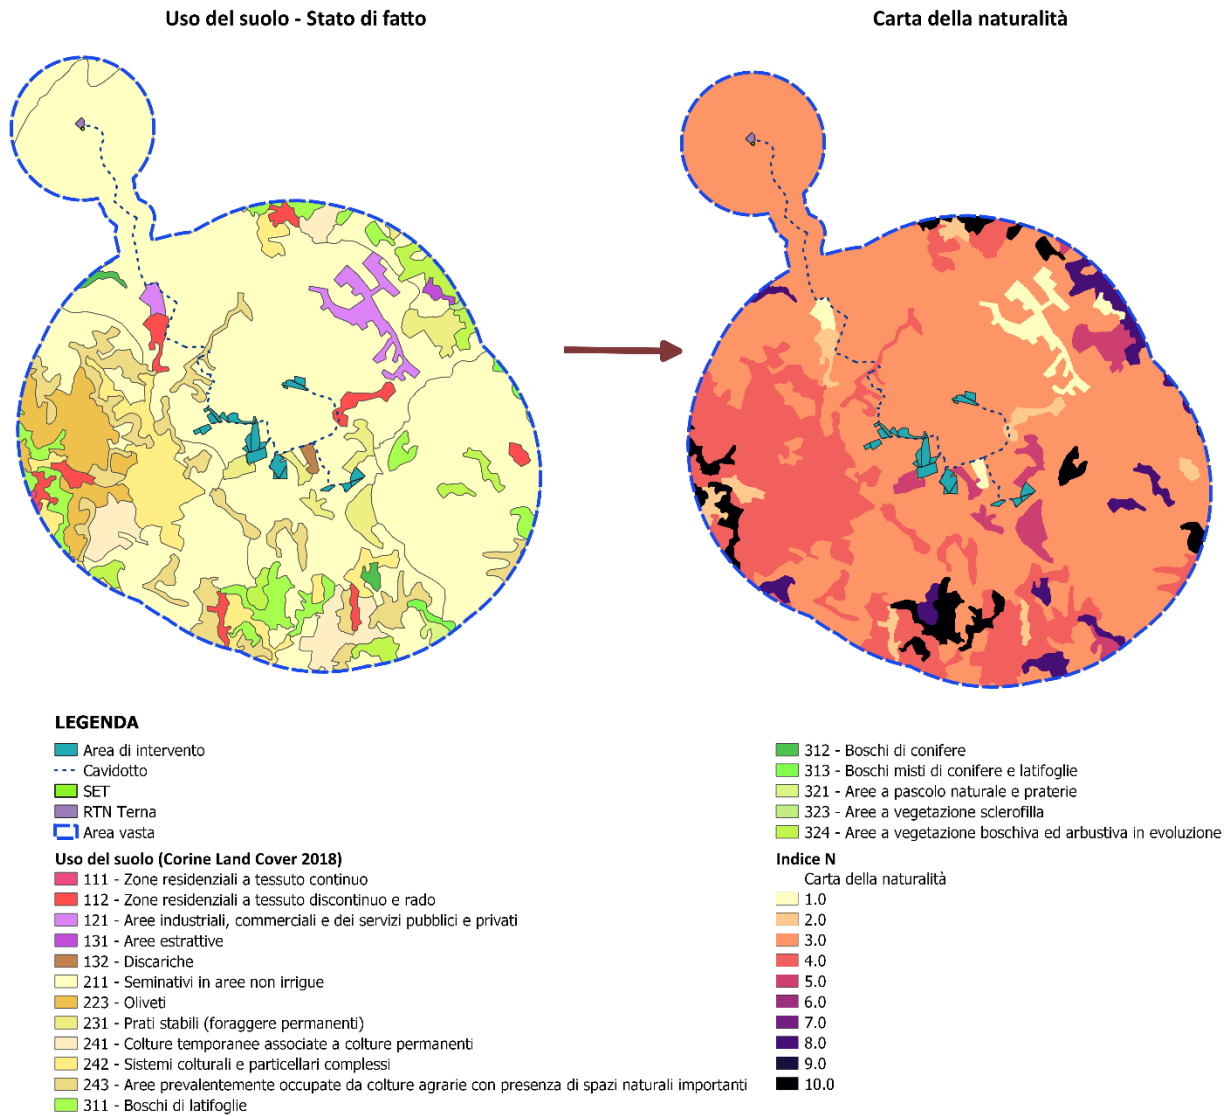 Uso del suolo - Stato di fatto
Carta della naturalità
LEGENDA
Area di intervento
Cavidotto
SET
RTN Terna
Area vasta
Uso del suolo (Corine Land Cover 2018)
111 - Zone residenziali a tessuto continuo
112 - Zone residenziali a tessuto discontinuo e rado
121 - Aree industriali, commerciali e dei servizi pubblici e privati
131 - Aree estrattive
132 - Discariche
211 - Seminativi in aree non irrigue
223 - Oliveti
231 - Prati stabili (foraggere permanenti)
241 - Colture temporanee associate a colture permanenti
242 - Sistemi colturali e particellari complessi
243 - Aree prevalentemente occupate da colture agrarie con presenza di spazi naturali importanti
311 - Boschi di latifoglie
312 - Boschi di conifere
313 - Boschi misti di conifere e latifoglie
321 - Aree a pascolo naturale e praterie
323 - Aree a vegetazione sclerofilla
324 - Aree a vegetazione boschiva ed arbustiva in evoluzione
Indice N
Carta della naturalità
1.0
2.0
3.0
4.0
5.0
6.0
7.0
8.0
9.0
10.0